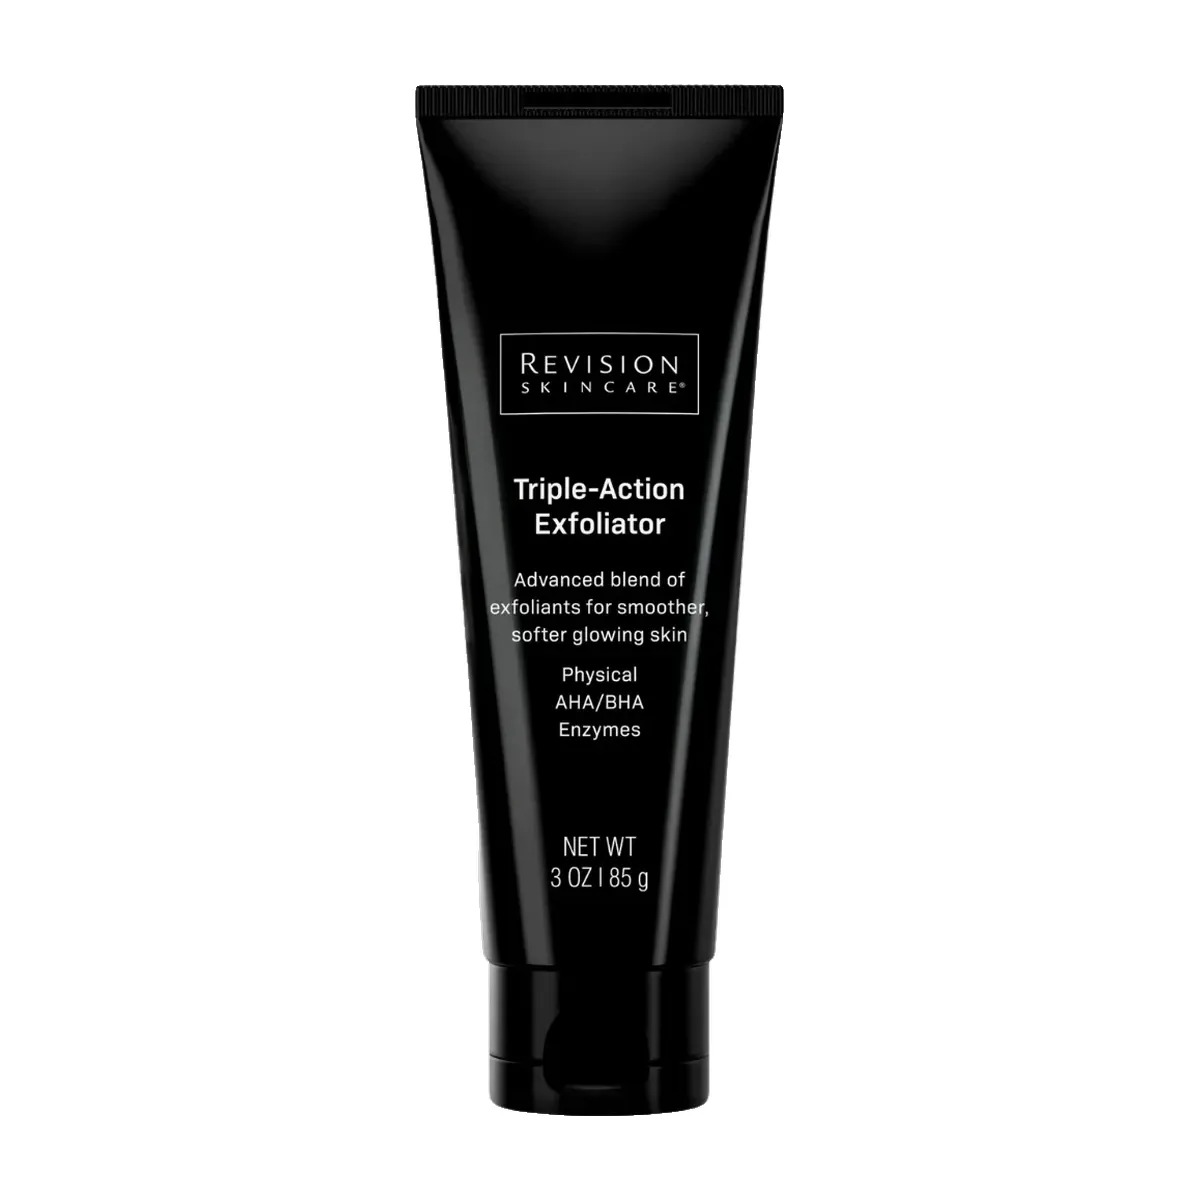 REVISION
SKINCARE®
Triple-Action
Exfoliator
Advanced blend of
exfoliants for smoother,
softer glowing skin
Physical
AHA/BHA
Enzymes
NET WT
3 OZ | 85 g